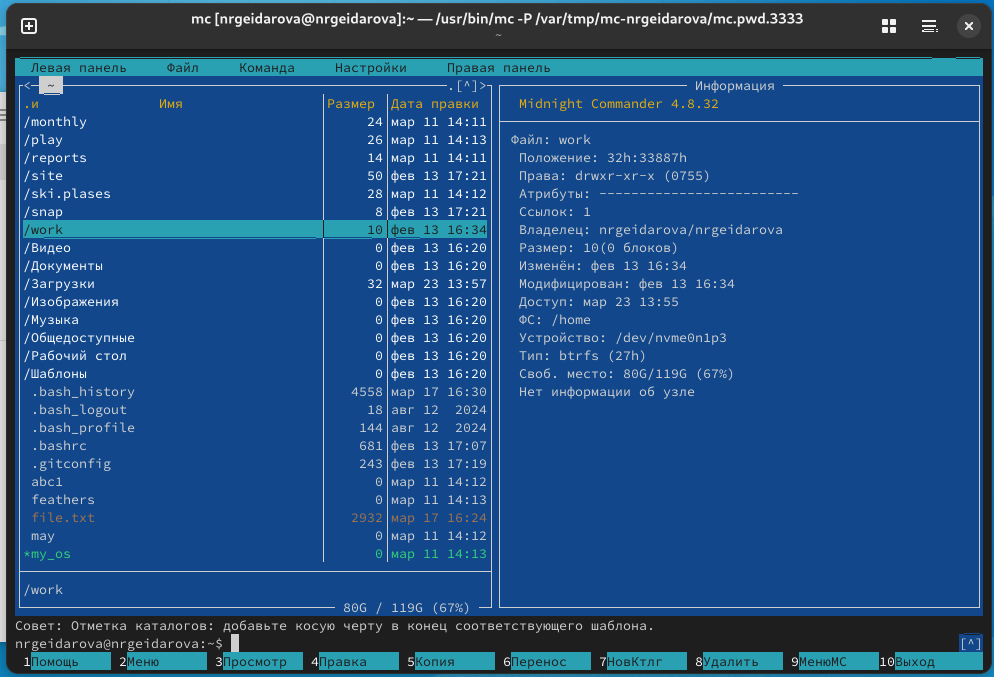 mc [nrgeidarova@nrgeidarova]:~ — /usr/bin/mc -P /var/tmp/mc-nrgeidarova/mc.pwd.3333
~
Левая панель Файл Команда Настройки Правая панель
<─ ~ .[^]>
.и Имя Размер Дата правки
/monthly 24 мар 11 14:11
/play 26 мар 11 14:13
/reports 14 мар 11 14:11
/site 50 фев 13 17:21
/ski.plases 28 мар 11 14:12
/snap 8 фев 13 17:21
/work 10 фев 13 16:34
/Видео 0 фев 13 16:20
/Документы 0 фев 13 16:20
/Загрузки 32 мар 23 13:57
/Изображения 0 фев 13 16:20
/Музыка 0 фев 13 16:20
/Общедоступные 0 фев 13 16:20
/Рабочий стол 0 фев 13 16:20
/Шаблоны 0 фев 13 16:20
.bash_history 4558 мар 17 16:30
.bash_logout 18 авг 12 2024
.bash_profile 144 авг 12 2024
.bashrc 681 фев 13 17:07
.gitconfig 243 фев 13 17:19
abc1 0 мар 11 14:12
feathers 0 мар 11 14:13
file.txt 2932 мар 17 16:24
may 0 мар 11 14:12
*my_os 0 мар 11 14:13
/work
80G / 119G (67%)
Информация
Midnight Commander 4.8.32
Файл: work
Положение: 32h:33887h
Права: drwxr-xr-x (0755)
Атрибуты: -------------------------
Ссылок: 1
Владелец: nrgeidarova/nrgeidarova
Размер: 10(0 блоков)
Изменён: фев 13 16:34
Модифицирован: фев 13 16:34
Доступ: мар 23 13:55
ФС: /home
Устройство: /dev/nvme0n1p3
Тип: btrfs (27h)
Своб. место: 80G/119G (67%)
Нет информации об узле
Совет: Отметка каталогов: добавьте косую черту в конец соответствующего шаблона.
nrgeidarova@nrgeidarova:~$ [^]
1Помощь 2Меню 3Просмотр 4Правка 5Копия 6Перенос 7НовКтлг 8Удалить 9МенюМС 10Выход